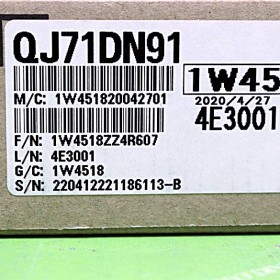 QJ71DN91
M/C: 1W451820042701
1W45
2020/4/27
4E3001
F/N: 1W4518ZZ4R607
L/N: 4E3001
G/C: 1W4518
S/N: 220412221186113-B